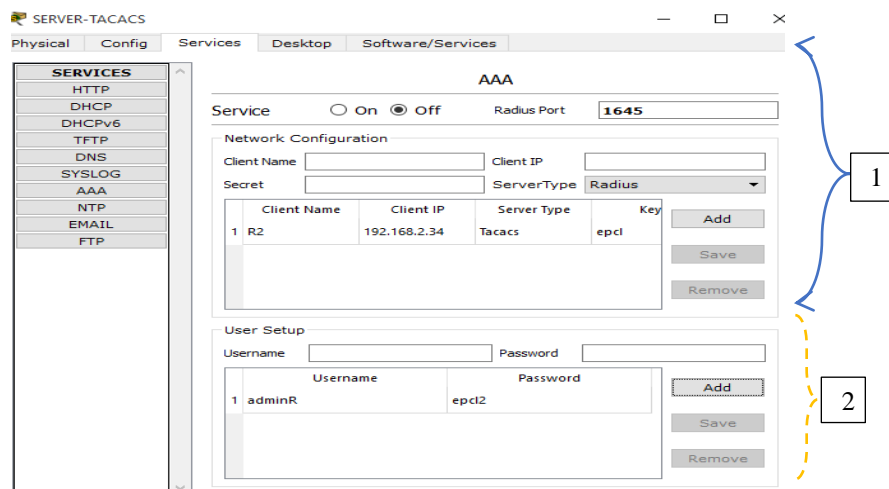 SERVER-TACACS
Physical Config Services Desktop Software/Services
SERVICES
HTTP
DHCP
DHCPv6
TFTP
DNS
SYSLOG
AAA
NTP
EMAIL
FTP
AAA
Service On Off Radius Port 1645
Network Configuration
Client Name Client IP
Secret ServerType Radius
Client Name Client IP Server Type Key
1 R2 192.168.2.34 Tacacs epcl
Add
Save
Remove
User Setup
Username Password
Username Password
1 adminR epcl2
Add
Save
Remove
1
2